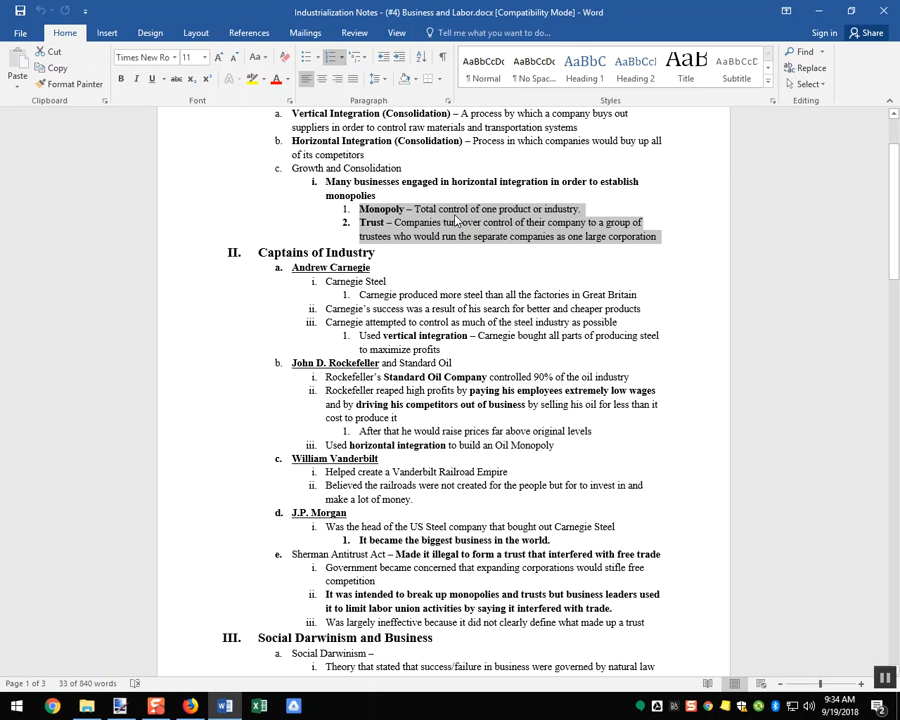 Industrialization Notes - (#4) Business and Labor.docx [Compatibility Mode] - Word
File Home Insert Design Layout References Mailings Review View Tell me what you want to do... Sign in Share
Paste
Cut
Copy
Format Painter
Clipboard
Times New Ro 11
Font
Paragraph
AaBbCcDc AaBbCcDc AaBbC AaBbCc AaB AaBbCcD
¶ Normal ¶ No Spac... Heading 1 Heading 2 Title Subtitle
Styles
Find
Replace
Select
Editing
a. Vertical Integration (Consolidation) – A process by which a company buys out
suppliers in order to control raw materials and transportation systems
b. Horizontal Integration (Consolidation) – Process in which companies would buy up all
of its competitors
c. Growth and Consolidation
i. Many businesses engaged in horizontal integration in order to establish
monopolies
1. Monopoly – Total control of one product or industry.
2. Trust – Companies turn over control of their company to a group of
trustees who would run the separate companies as one large corporation
II. Captains of Industry
a. Andrew Carnegie
i. Carnegie Steel
1. Carnegie produced more steel than all the factories in Great Britain
ii. Carnegie's success was a result of his search for better and cheaper products
iii. Carnegie attempted to control as much of the steel industry as possible
1. Used vertical integration – Carnegie bought all parts of producing steel
to maximize profits
b. John D. Rockefeller and Standard Oil
i. Rockefeller's Standard Oil Company controlled 90% of the oil industry
ii. Rockefeller reaped high profits by paying his employees extremely low wages
and by driving his competitors out of business by selling his oil for less than it
cost to produce it
1. After that he would raise prices far above original levels
iii. Used horizontal integration to build an Oil Monopoly
c. William Vanderbilt
i. Helped create a Vanderbilt Railroad Empire
ii. Believed the railroads were not created for the people but for to invest in and
make a lot of money.
d. J.P. Morgan
i. Was the head of the US Steel company that bought out Carnegie Steel
1. It became the biggest business in the world.
e. Sherman Antitrust Act – Made it illegal to form a trust that interfered with free trade
i. Government became concerned that expanding corporations would stifle free
competition
ii. It was intended to break up monopolies and trusts but business leaders used
it to limit labor union activities by saying it interfered with trade.
iii. Was largely ineffective because it did not clearly define what made up a trust
III. Social Darwinism and Business
a. Social Darwinism –
i. Theory that stated that success/failure in business were governed by natural law
Page 1 of 3 33 of 840 words
9:34 AM
9/19/2018